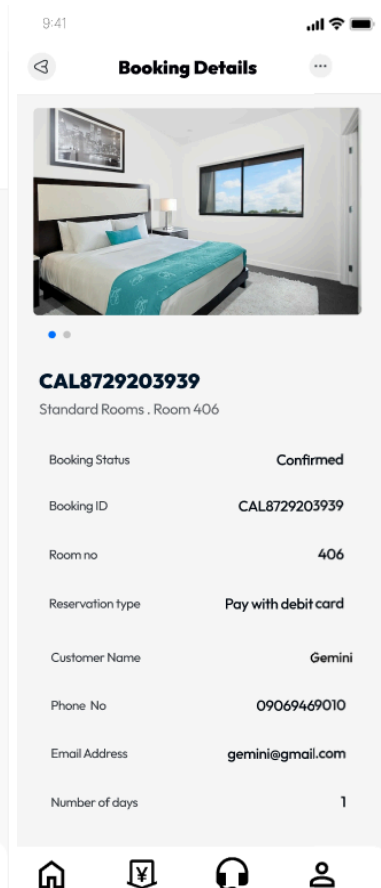 9:41
Booking Details
CAL8729203939
Standard Rooms . Room 406
Booking Status Confirmed
Booking ID CAL8729203939
Room no 406
Reservation type Pay with debit card
Customer Name Gemini
Phone No 09069469010
Email Address gemini@gmail.com
Number of days 1
¥